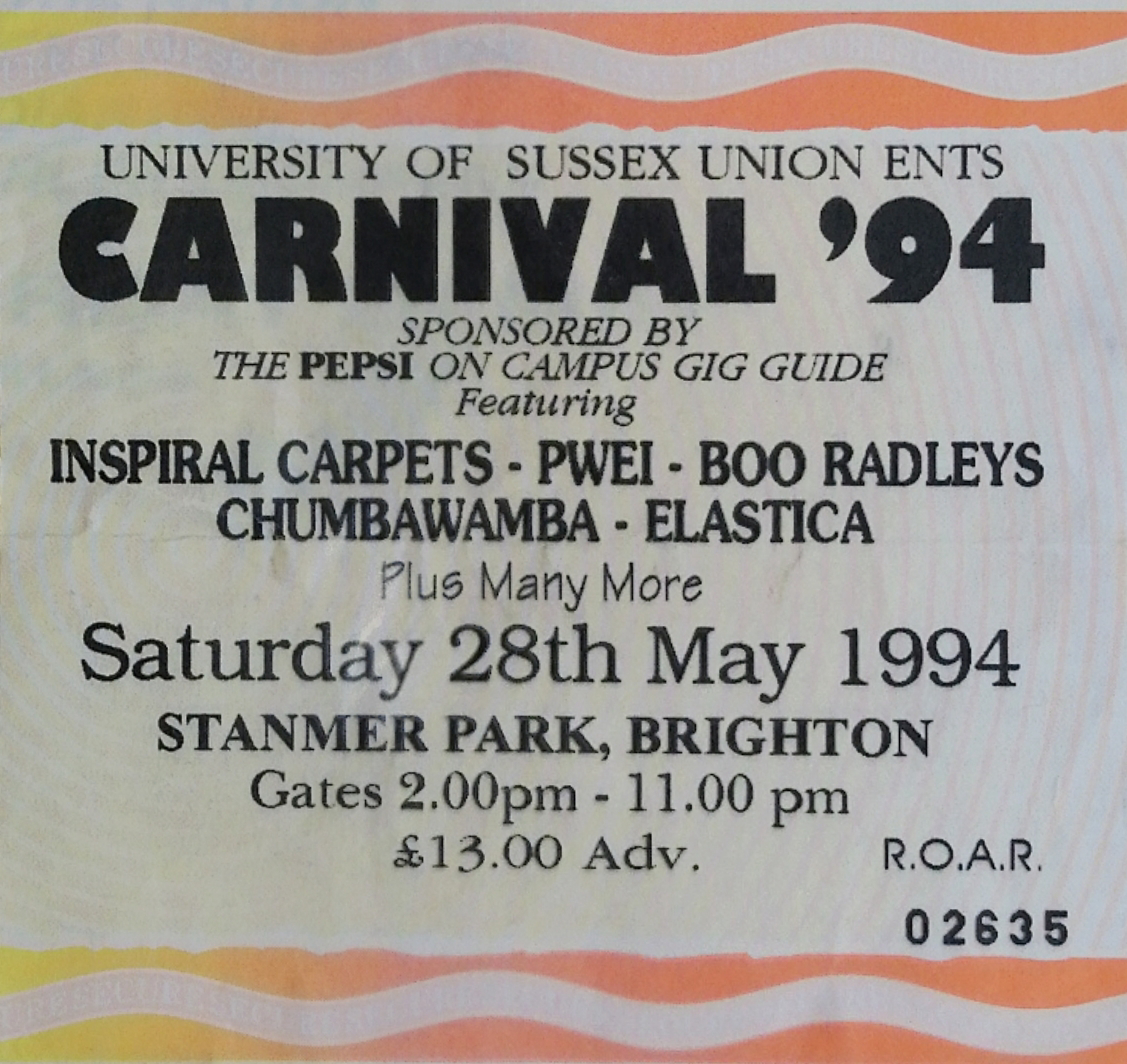 UNIVERSITY OF SUSSEX UNION ENTS
CARNIVAL '94
SPONSORED BY
THE PEPSI ON CAMPUS GIG GUIDE
Featuring
INSPIRAL CARPETS - PWEI - BOO RADLEYS
CHUMBAWAMBA - ELASTICA
Plus Many More
Saturday 28th May 1994
STANMER PARK, BRIGHTON
Gates 2.00pm - 11.00 pm
£13.00 Adv. R.O.A.R.
02635